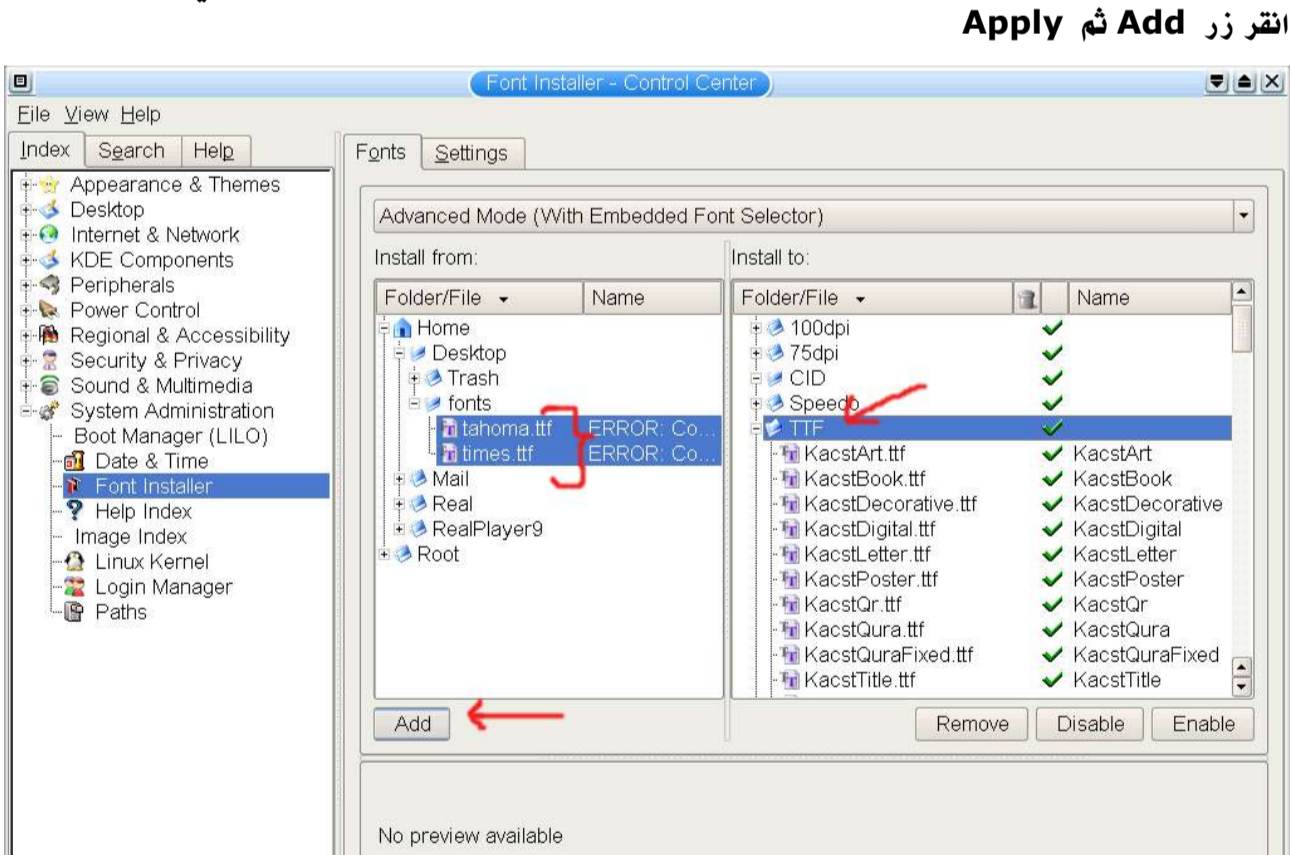 انقر زر Add ثم Apply
Font Installer - Control Center
File View Help
Index Search Help
Appearance & Themes
Desktop
Internet & Network
KDE Components
Peripherals
Power Control
Regional & Accessibility
Security & Privacy
Sound & Multimedia
System Administration
Boot Manager (LILO)
Date & Time
Font Installer
Help Index
Image Index
Linux Kernel
Login Manager
Paths
Fonts Settings
Advanced Mode (With Embedded Font Selector)
Install from:
Folder/File Name
Home
Desktop
Trash
fonts
tahoma.ttf ERROR: Co...
times.ttf ERROR: Co...
Mail
Real
RealPlayer9
Root
Add
Install to:
Folder/File Name
100dpi
75dpi
CID
Speedo
TTF
KacstArt.ttf KacstArt
KacstBook.ttf KacstBook
KacstDecorative.ttf KacstDecorative
KacstDigital.ttf KacstDigital
KacstLetter.ttf KacstLetter
KacstPoster.ttf KacstPoster
KacstQr.ttf KacstQr
KacstQura.ttf KacstQura
KacstQuraFixed.ttf KacstQuraFixed
KacstTitle.ttf KacstTitle
Remove Disable Enable
No preview available